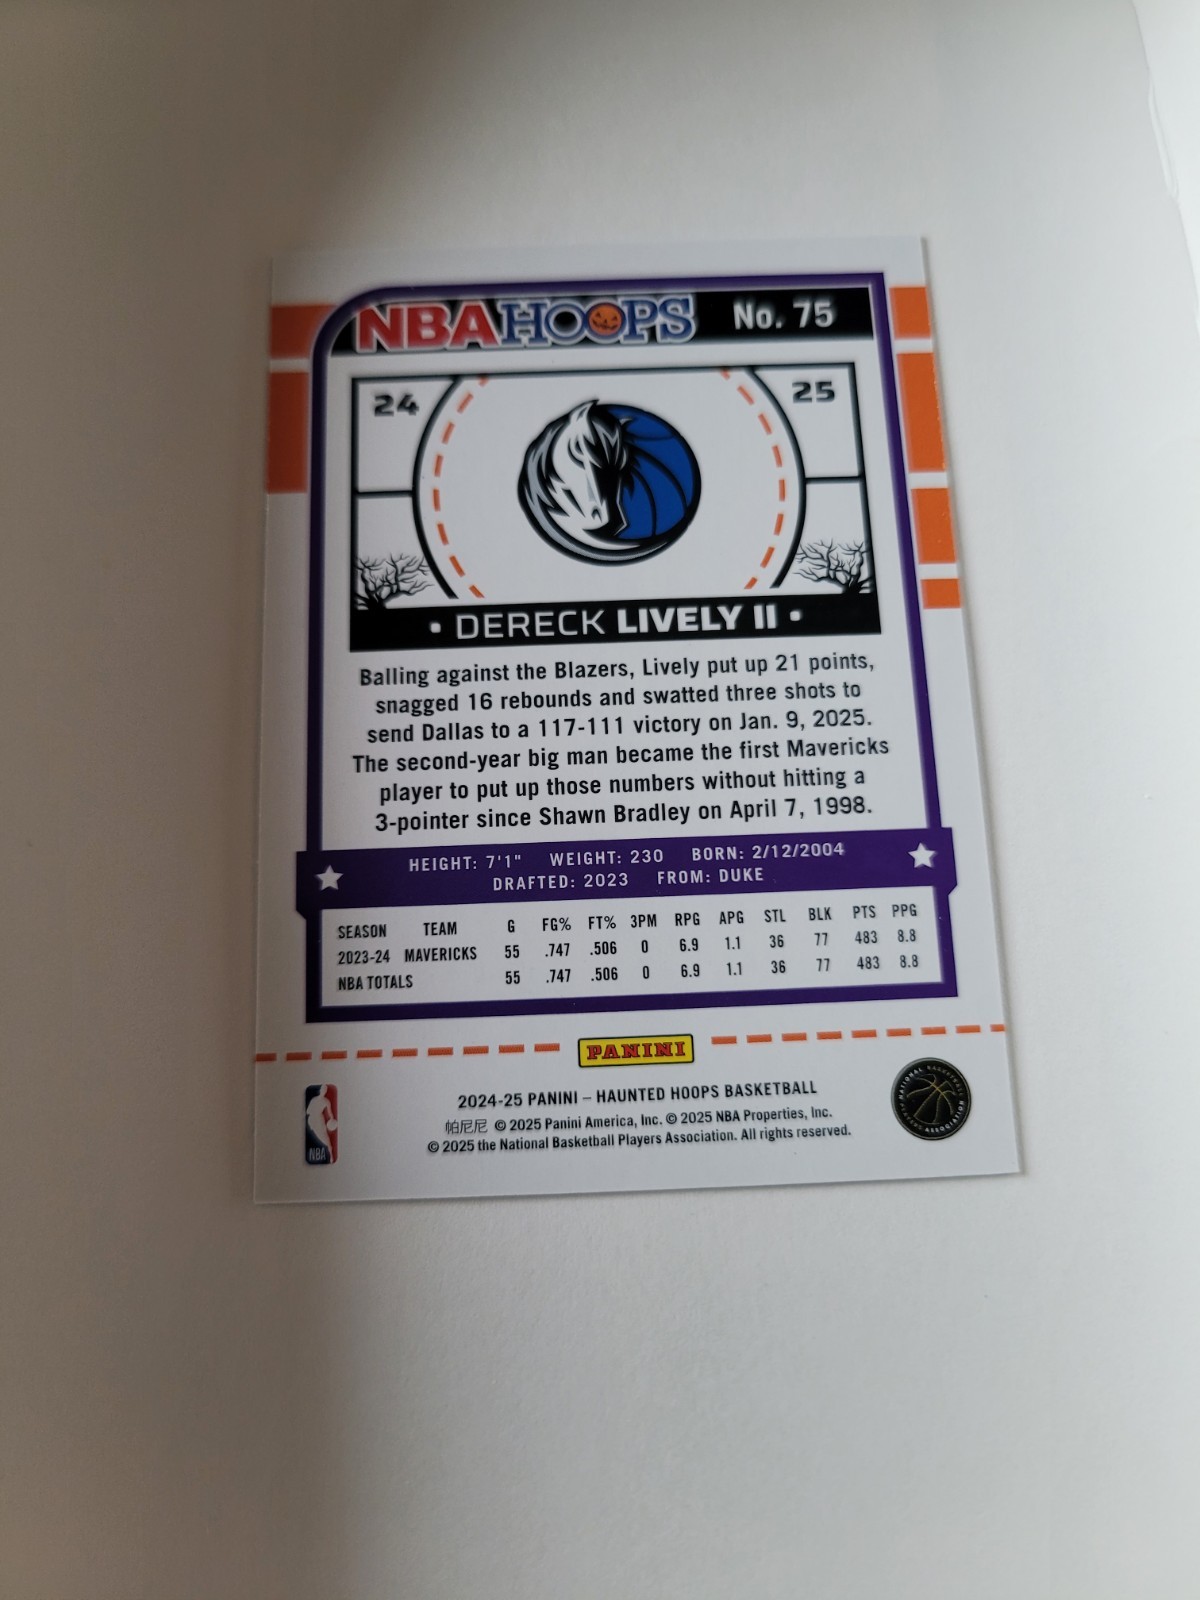 NBA HOOPS No. 75
24 25
• DERECK LIVELY II •
Balling against the Blazers, Lively put up 21 points,
snagged 16 rebounds and swatted three shots to
send Dallas to a 117-111 victory on Jan. 9, 2025.
The second-year big man became the first Mavericks
player to put up those numbers without hitting a
3-pointer since Shawn Bradley on April 7, 1998.
HEIGHT: 7'1" WEIGHT: 230 BORN: 2/12/2004
DRAFTED: 2023 FROM: DUKE
SEASON TEAM G FG% FT% 3PM RPG APG STL BLK PTS PPG
2023-24 MAVERICKS 55 .747 .506 0 6.9 1.1 36 77 483 8.8
NBA TOTALS 55 .747 .506 0 6.9 1.1 36 77 483 8.8
PANINI
2024-25 PANINI – HAUNTED HOOPS BASKETBALL
帕尼尼 © 2025 Panini America, Inc. © 2025 NBA Properties, Inc.
© 2025 the National Basketball Players Association. All rights reserved.
NBA
NATIONAL BASKETBALL
PLAYERS ASSOCIATION